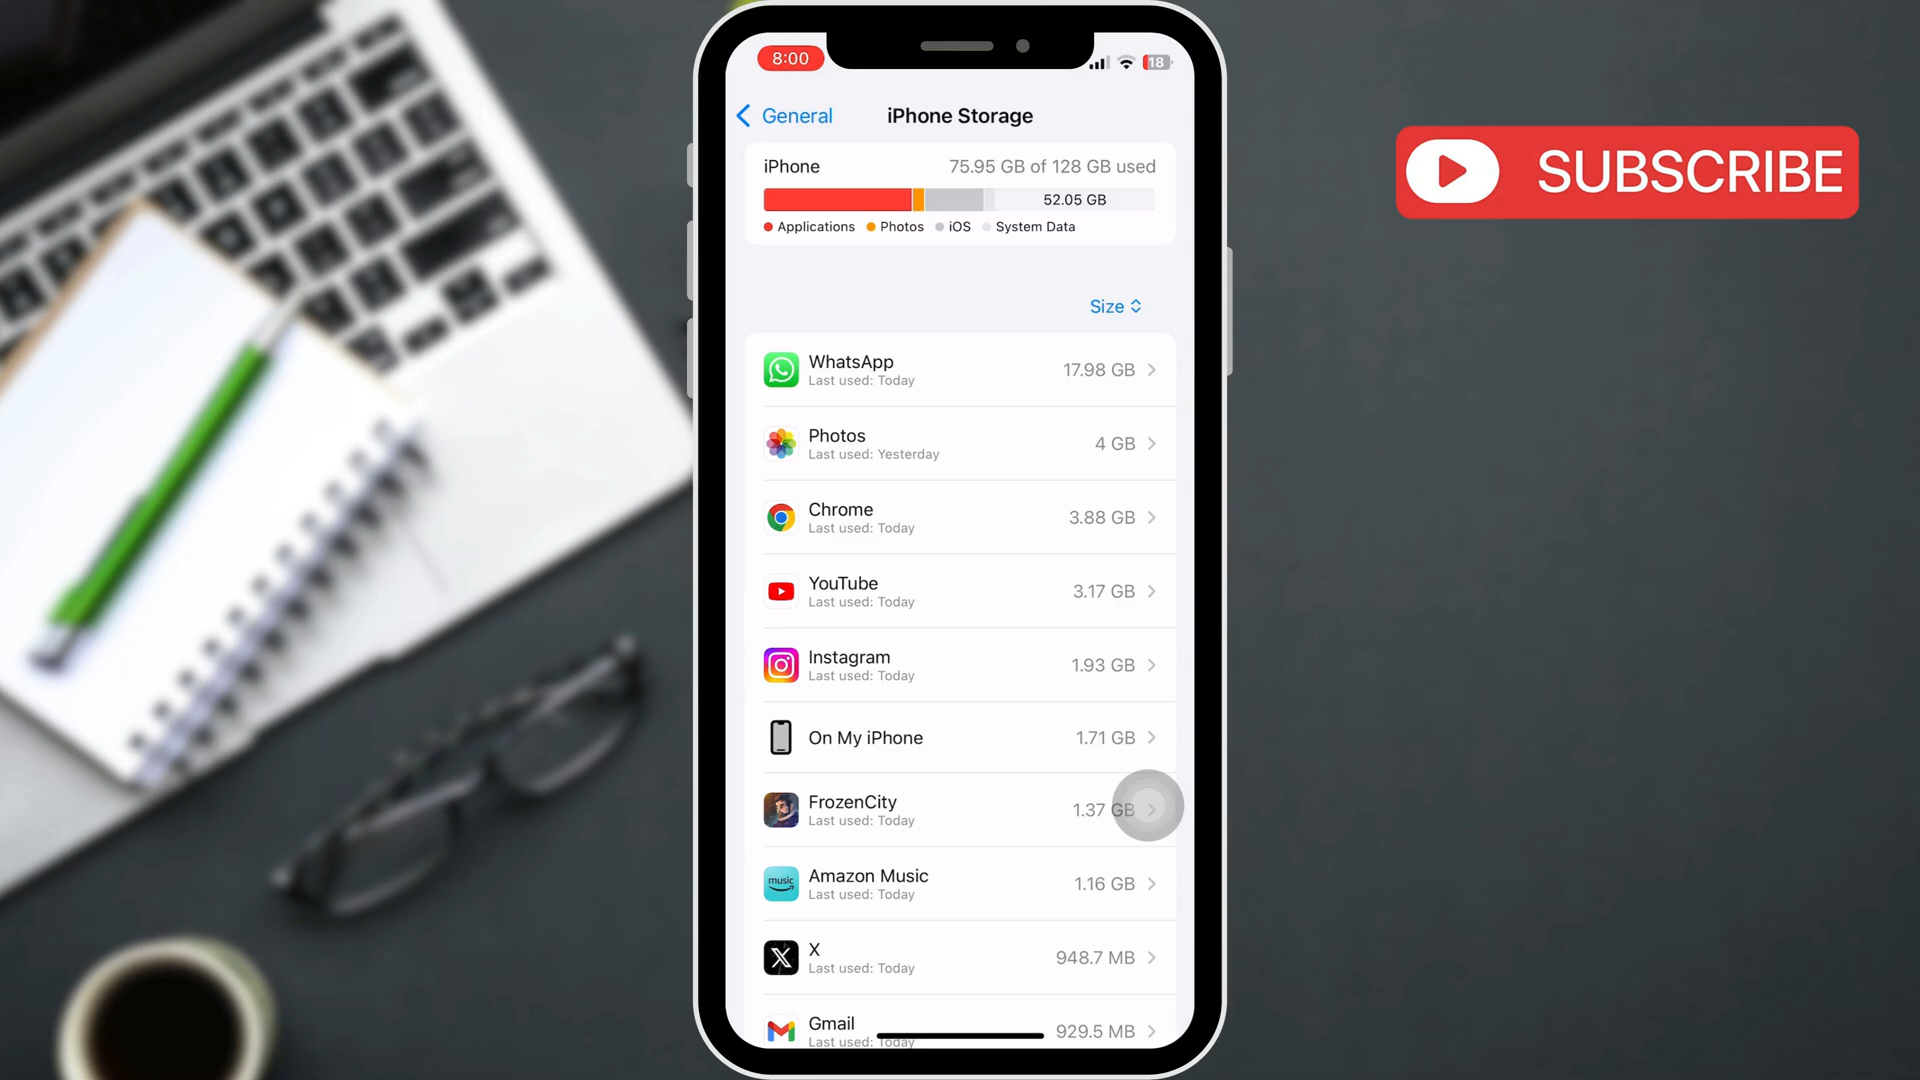 8:00
18
General
iPhone Storage
iPhone
75.95 GB of 128 GB used
52.05 GB
Applications Photos iOS System Data
Size
WhatsApp
Last used: Today
17.98 GB
Photos
Last used: Yesterday
4 GB
Chrome
Last used: Today
3.88 GB
YouTube
Last used: Today
3.17 GB
Instagram
Last used: Today
1.93 GB
On My iPhone
1.71 GB
FrozenCity
Last used: Today
1.37 GB
music
Amazon Music
Last used: Today
1.16 GB
X
Last used: Today
948.7 MB
Gmail
Last used: Today
929.5 MB
SUBSCRIBE